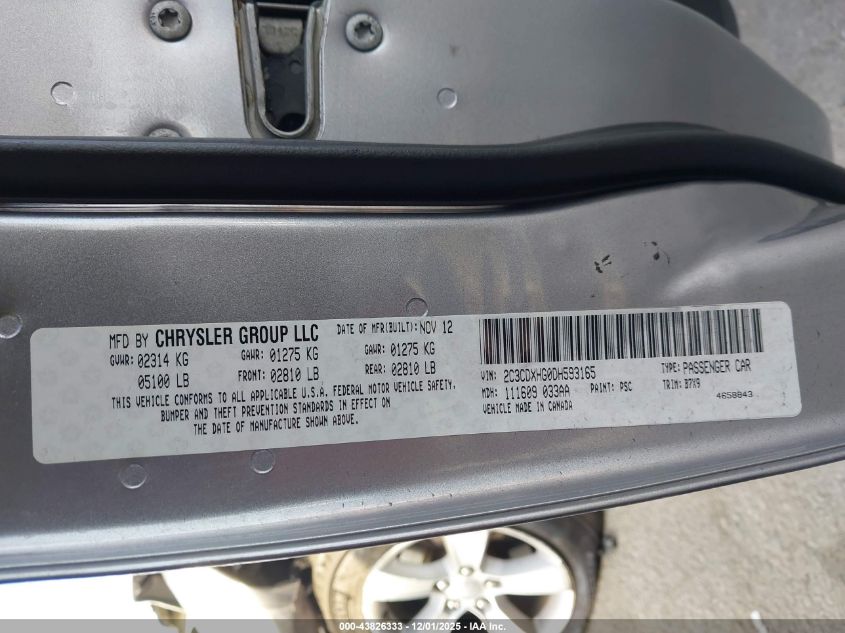 MFD BY CHRYSLER GROUP LLC DATE OF MFR(BUILT):NOV 12
GVWR: 02314 KG GAWR: 01275 KG GAWR: 01275 KG
05100 LB FRONT: 02810 LB REAR: 02810 LB
THIS VEHICLE CONFORMS TO ALL APPLICABLE U.S.A. FEDERAL MOTOR VEHICLE SAFETY.
BUMPER AND THEFT PREVENTION STANDARDS IN EFFECT ON
THE DATE OF MANUFACTURE SHOWN ABOVE.
VIN: 2C3CDXHG0DH593165 TYPE: PASSENGER CAR
MDH: 111609 033AA PAINT: PSC TRIM: B7X9
VEHICLE MADE IN CANADA 4658843
000-43826333 - 12/01/2025 - IAA Inc.